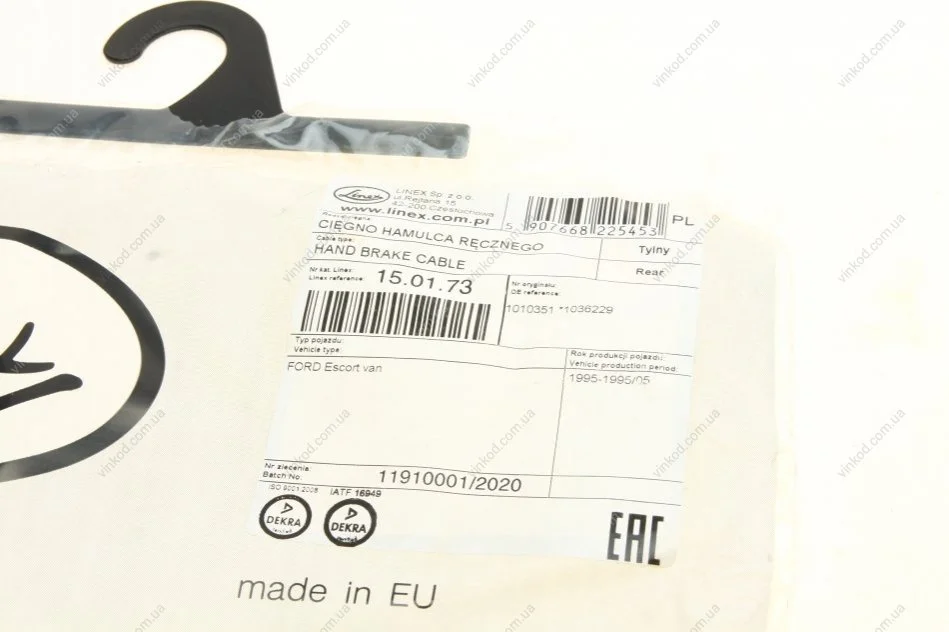 Linex
LINEX Sp. z o.o.
ul. Rejtana 15
42-200 Częstochowa
www.linex.com.pl
5 907668 225453
PL
CIĘGNO HAMULCA RĘCZNEGO
Tylny
Cable type:
HAND BRAKE CABLE
Rear
Nr kat. Linex:
Linex reference:
15.01.73
Nr oryginału:
OE reference:
1010351 *1036229
Typ pojazdu:
Vehicle type:
Rok produkcji pojazdu:
Vehicle production period:
FORD Escort van
1995-1995/05
Nr zlecenia:
Batch No.
11910001/2020
ISO 9001:2008
IATF 16949
DEKRA
DEKRA
EAC
made in EU
vinkod.com.ua